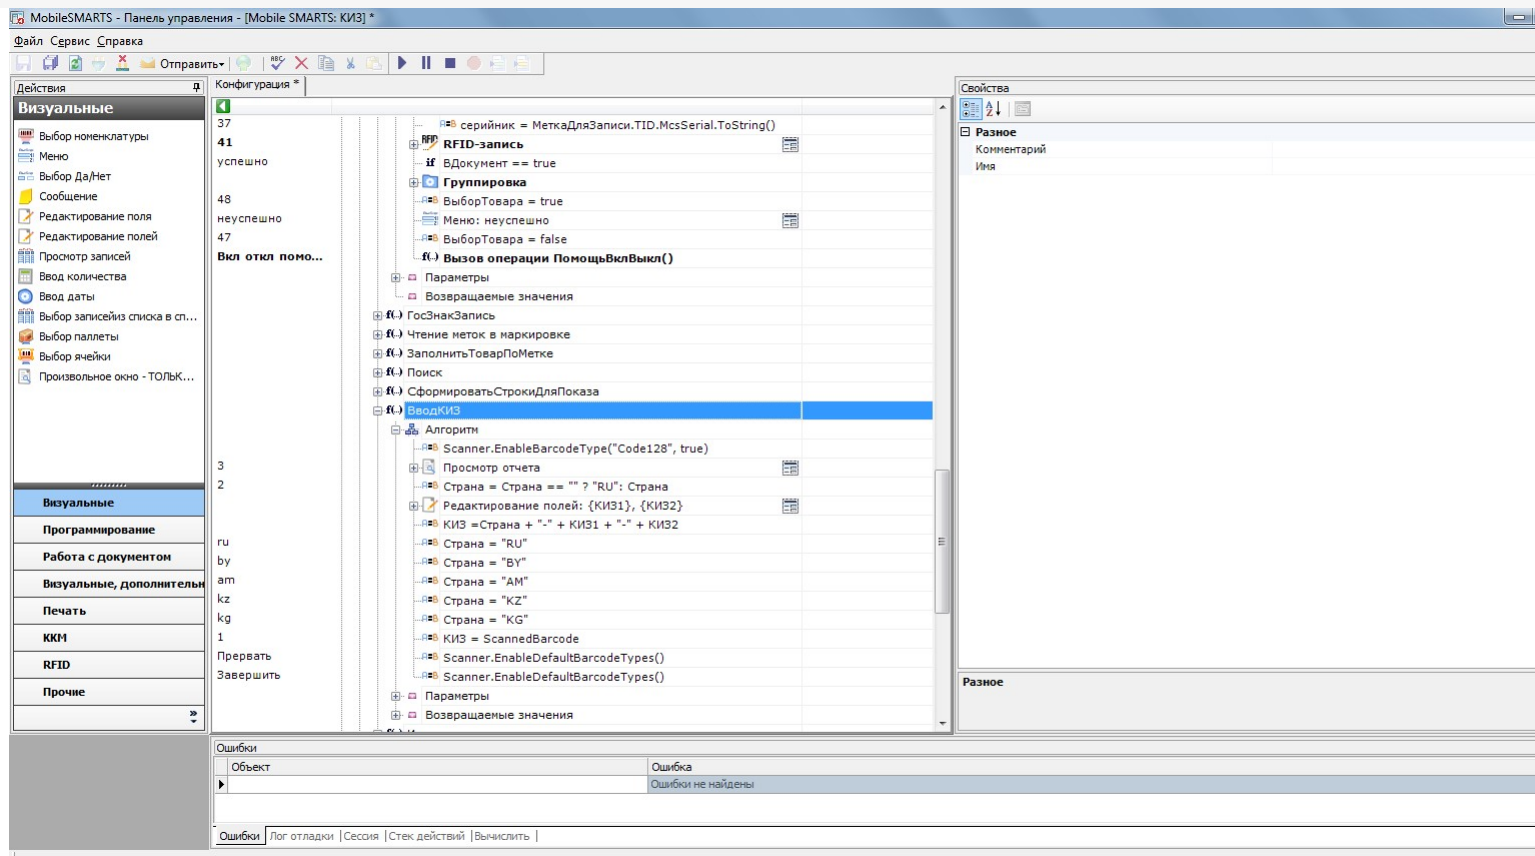 MobileSMARTS - Панель управления - [Mobile SMARTS: КИЗ] *
Файл Сервис Справка
Отправить
Действия
Визуальные
Выбор номенклатуры
Меню
Выбор Да/Нет
Сообщение
Редактирование поля
Редактирование полей
Просмотр записей
Ввод количества
Ввод даты
Выбор записейиз списка в сп...
Выбор паллеты
Выбор ячейки
Произвольное окно - ТОЛЬК...
Визуальные
Программирование
Работа с документом
Визуальные, дополнительн
Печать
ККМ
RFID
Прочие
Конфигурация *
37 серийник = МеткаДляЗаписи.TID.McsSerial.ToString()
41 RFID-запись
успешно if ВДокумент == true
Группировка
48 ВыборТовара = true
неуспешно Меню: неуспешно
47 ВыборТовара = false
Вкл откл помо... f(..) Вызов операции ПомощьВклВыкл()
Параметры
Возвращаемые значения
f(..) ГосЗнакЗапись
f(..) Чтение меток в маркировке
f(..) ЗаполнитьТоварПоМетке
f(..) Поиск
f(..) СформироватьСтрокиДляПоказа
f(..) ВводКИЗ
Алгоритм
Scanner.EnableBarcodeType("Code128", true)
3 Просмотр отчета
2 Страна = Страна == "" ? "RU": Страна
Редактирование полей: {КИЗ1}, {КИЗ2}
КИЗ =Страна + "-" + КИЗ1 + "-" + КИЗ2
ru Страна = "RU"
by Страна = "BY"
am Страна = "AM"
kz Страна = "KZ"
kg Страна = "KG"
1 КИЗ = ScannedBarcode
Прервать Scanner.EnableDefaultBarcodeTypes()
Завершить Scanner.EnableDefaultBarcodeTypes()
Параметры
Возвращаемые значения
Свойства
Разное
Комментарий
Имя
Разное
Ошибки
Объект Ошибка
Ошибки не найдены
Ошибки Лог отладки Сессия Стек действий Вычислить